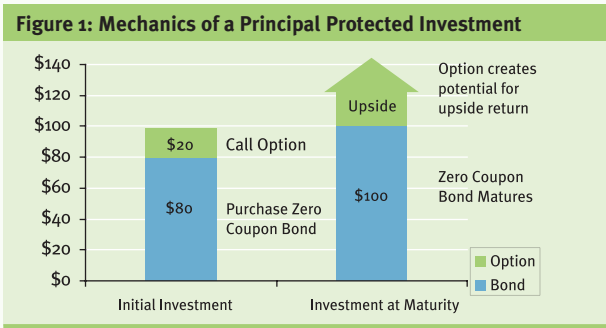 Figure 1: Mechanics of a Principal Protected Investment
$140
$120
$100
$80
$60
$40
$20
$0
$20
Call Option
$80
Purchase Zero
Coupon Bond
Upside
$100
Option creates
potential for
upside return
Zero Coupon
Bond Matures
Option
Bond
Initial Investment
Investment at Maturity